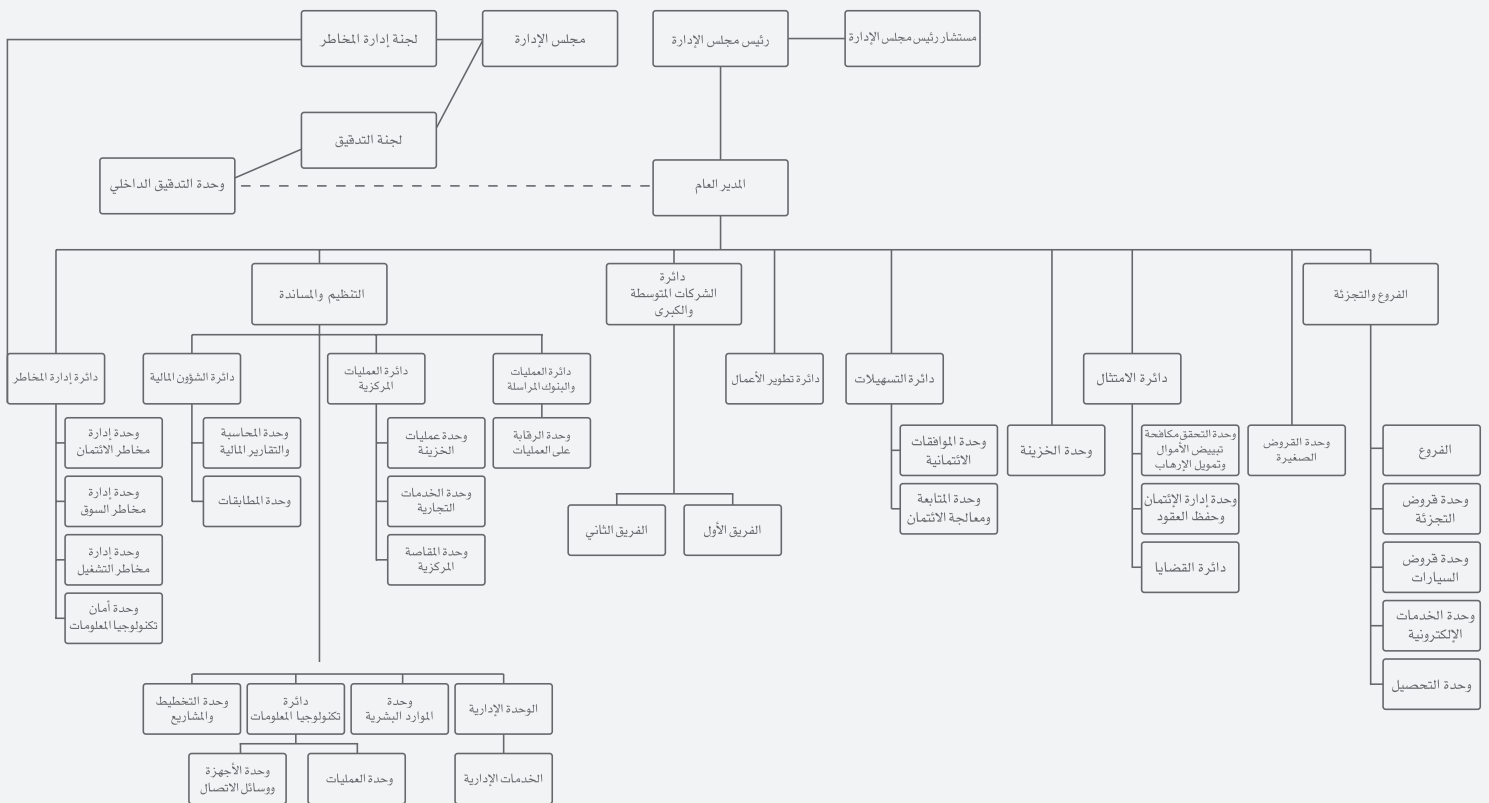 مستشار رئيس مجلس الإدارة
رئيس مجلس الإدارة
مجلس الإدارة
لجنة إدارة المخاطر
لجنة التدقيق
المدير العام
وحدة التدقيق الداخلي
الفروع والتجزئة
دائرة
الشركات المتوسطة
والكبرى
التنظيم والمساندة
دائرة الامتثال
دائرة التسهيلات
دائرة تطوير الأعمال
دائرة العمليات
والبنوك المراسلة
دائرة العمليات
المركزية
دائرة الشؤون المالية
دائرة إدارة المخاطر
الفروع
وحدة قروض
التجزئة
وحدة قروض
السيارات
وحدة الخدمات
الإلكترونية
وحدة التحصيل
وحدة القروض
الصغيرة
وحدة التحقق مكافحة
تبييض الأموال
وتمويل الإرهاب
وحدة إدارة الإئتمان
وحفظ العقود
دائرة القضايا
وحدة الخزينة
وحدة الموافقات
الائتمانية
وحدة المتابعة
ومعالجة الائتمان
الفريق الأول
الفريق الثاني
وحدة الرقابة
على العمليات
وحدة عمليات
الخزينة
وحدة الخدمات
التجارية
وحدة المقاصة
المركزية
وحدة المحاسبة
والتقارير المالية
وحدة المطابقات
وحدة إدارة
مخاطر الائتمان
وحدة إدارة
مخاطر السوق
وحدة إدارة
مخاطر التشغيل
وحدة أمان
تكنولوجيا المعلومات
الوحدة الإدارية
وحدة
الموارد البشرية
دائرة
تكنولوجيا المعلومات
وحدة التخطيط
والمشاريع
الخدمات الإدارية
وحدة العمليات
وحدة الأجهزة
ووسائل الاتصال